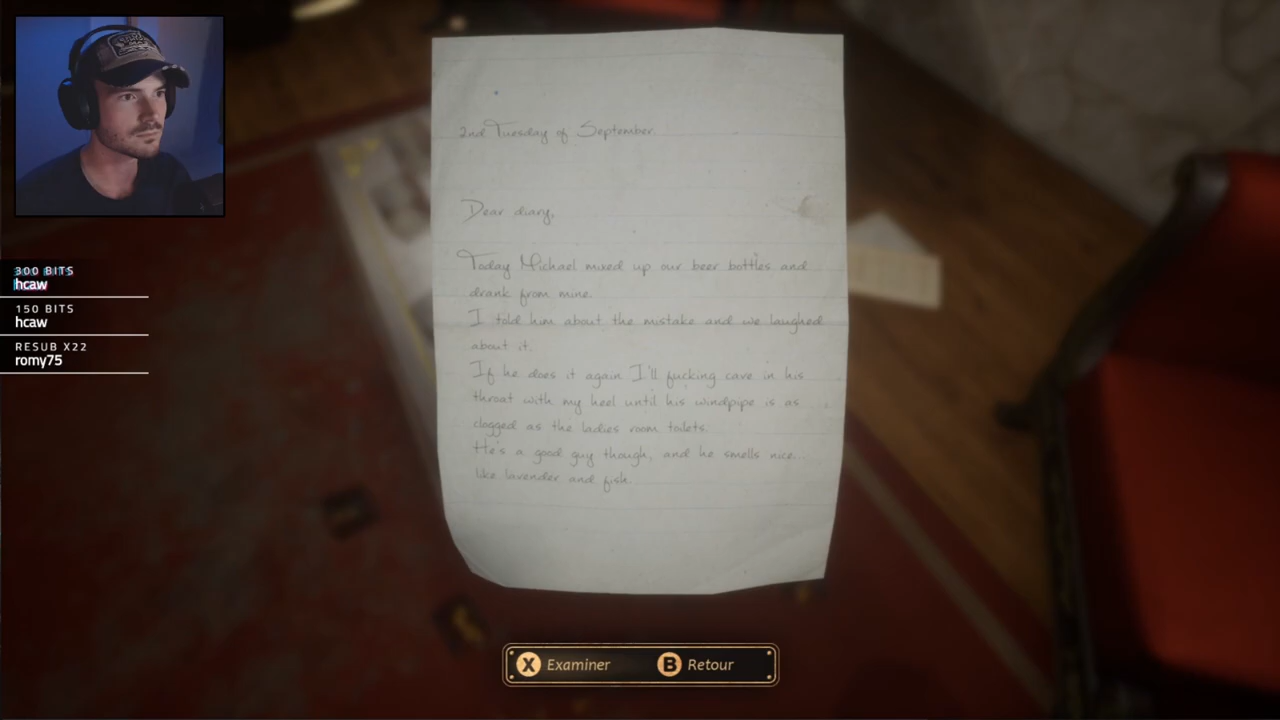 300 BITS
hcaw
150 BITS
hcaw
RESUB X22
romy75
2nd Tuesday of September
Dear diary,
Today Michael mixed up our beer bottles and
drank from mine.
I told him about the mistake and we laughed
about it.
If he does it again I'll fucking cave in his
throat with my heel until his windpipe is as
clogged as the ladies room toilets.
He's a good guy though, and he smells nice...
like lavender and fish.
X Examiner B Retour